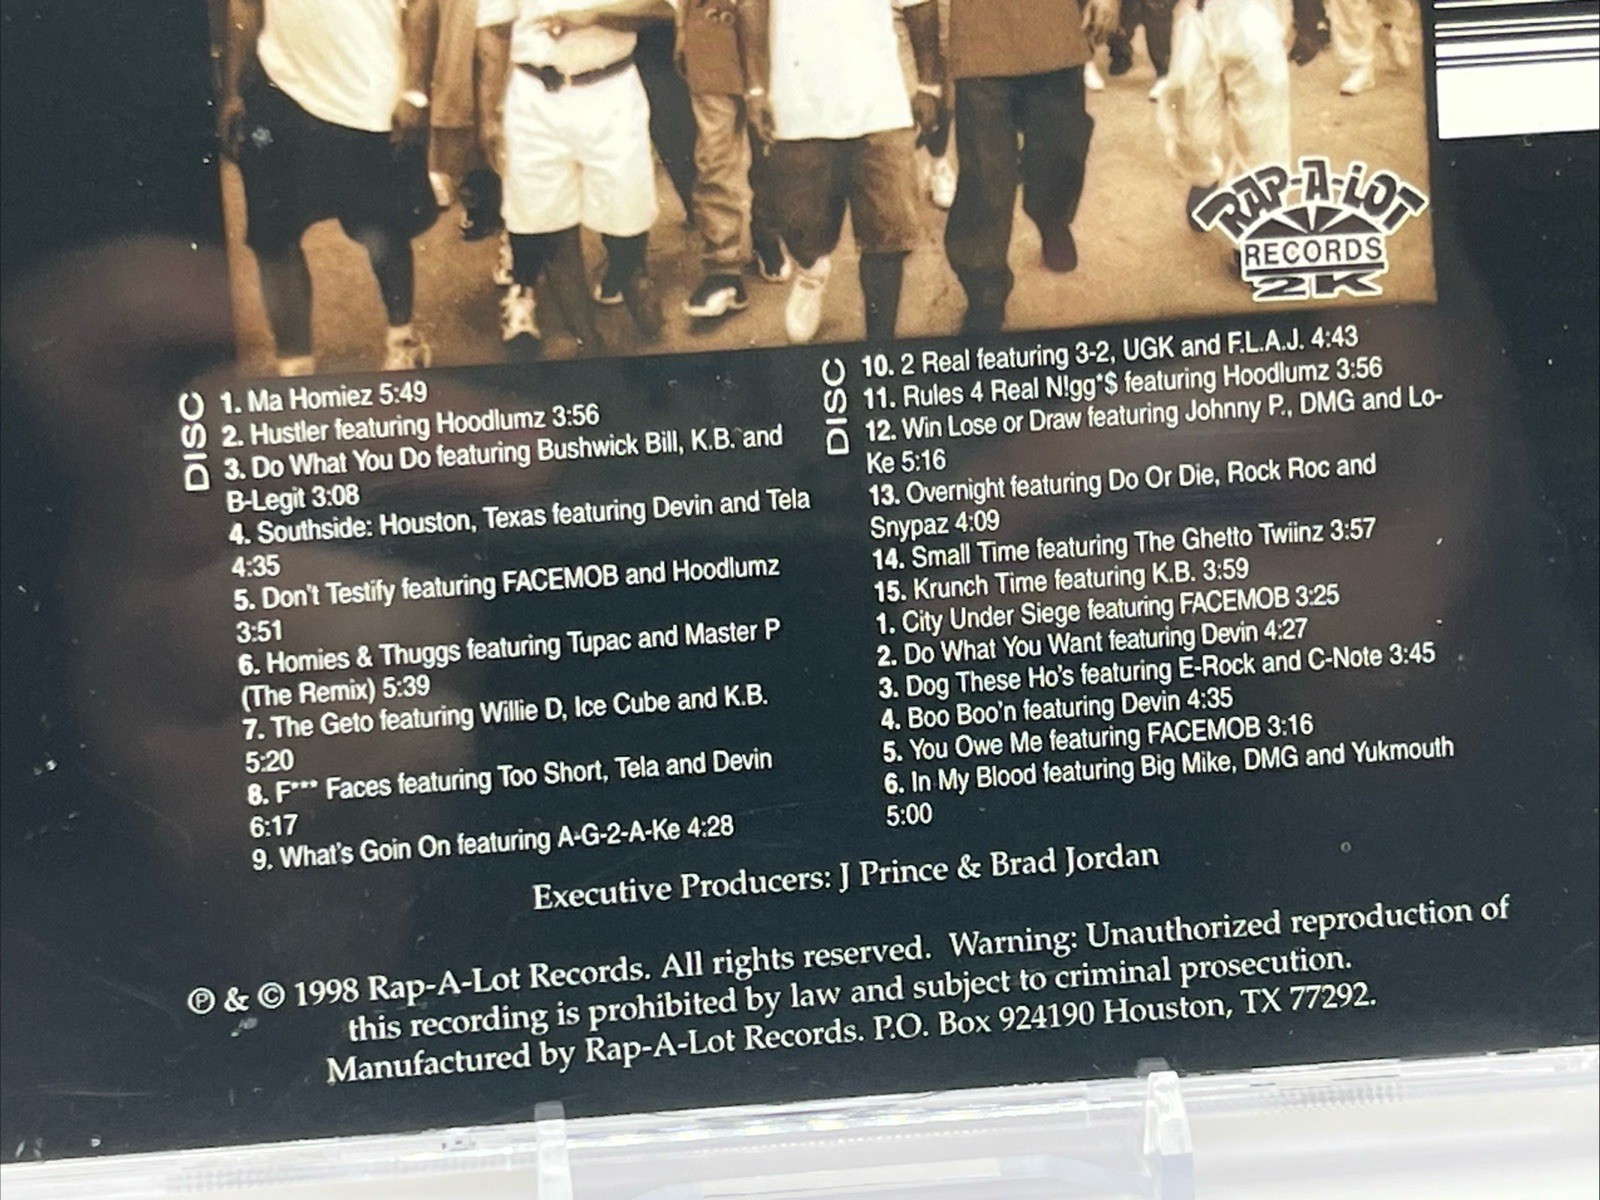 RAP-A-LOT
RECORDS
2K
DISC
1. Ma Homiez 5:49
2. Hustler featuring Hoodlumz 3:56
3. Do What You Do featuring Bushwick Bill, K.B. and
B-Legit 3:08
4. Southside: Houston, Texas featuring Devin and Tela
4:35
5. Don't Testify featuring FACEMOB and Hoodlumz
3:51
6. Homies & Thuggs featuring Tupac and Master P
(The Remix) 5:39
7. The Geto featuring Willie D, Ice Cube and K.B.
5:20
8. F*** Faces featuring Too Short, Tela and Devin
6:17
9. What's Goin On featuring A-G-2-A-Ke 4:28
DISC
10. 2 Real featuring 3-2, UGK and F.L.A.J. 4:43
11. Rules 4 Real N!gg*$ featuring Hoodlumz 3:56
12. Win Lose or Draw featuring Johnny P., DMG and Lo-
Ke 5:16
13. Overnight featuring Do Or Die, Rock Roc and
Snypaz 4:09
14. Small Time featuring The Ghetto Twiinz 3:57
15. Krunch Time featuring K.B. 3:59
1. City Under Siege featuring FACEMOB 3:25
2. Do What You Want featuring Devin 4:27
3. Dog These Ho's featuring E-Rock and C-Note 3:45
4. Boo Boo'n featuring Devin 4:35
5. You Owe Me featuring FACEMOB 3:16
6. In My Blood featuring Big Mike, DMG and Yukmouth
5:00
Executive Producers: J Prince & Brad Jordan
℗ & © 1998 Rap-A-Lot Records. All rights reserved. Warning: Unauthorized reproduction of
this recording is prohibited by law and subject to criminal prosecution.
Manufactured by Rap-A-Lot Records. P.O. Box 924190 Houston, TX 77292.